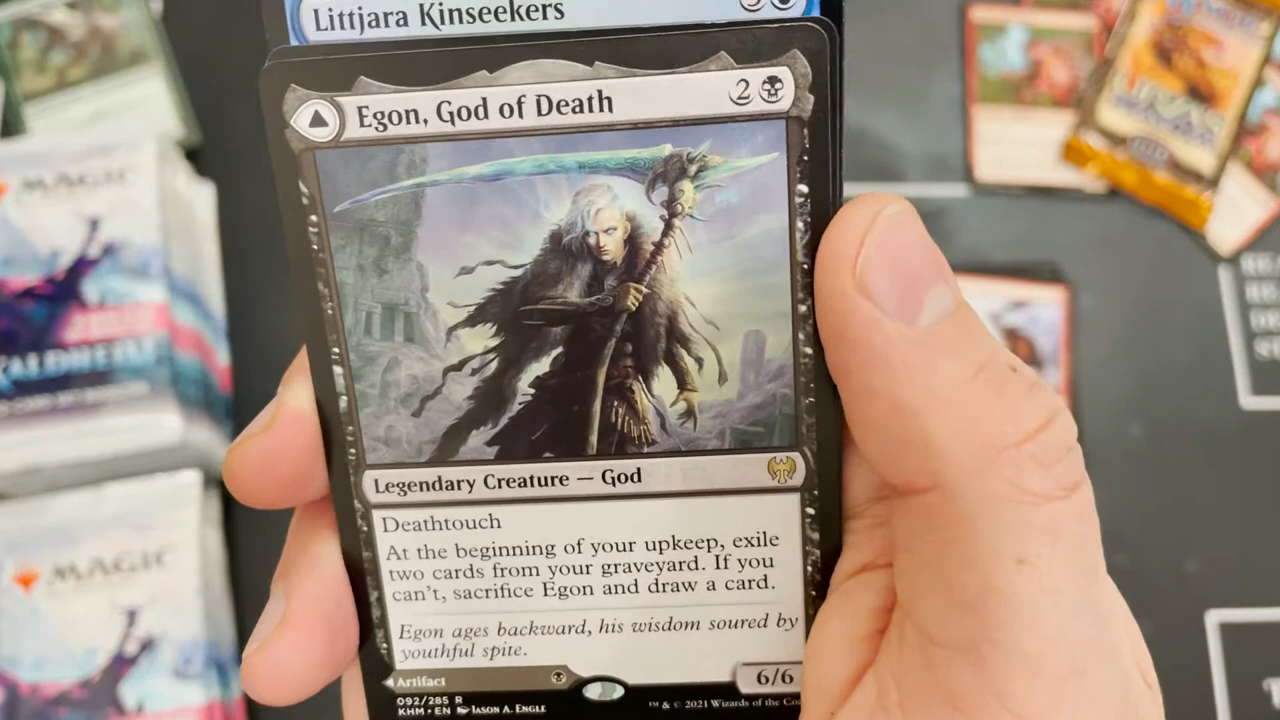 Littjara Kinseekers
Egon, God of Death 2
Legendary Creature — God
Deathtouch
At the beginning of your upkeep, exile
two cards from your graveyard. If you
can't, sacrifice Egon and draw a card.
Egon ages backward, his wisdom soured by
youthful spite.
Artifact
6/6
092/285 R
KHM • EN JASON A. ENGLE
™ & © 2021 Wizards of the
MAGIC
MAGIC